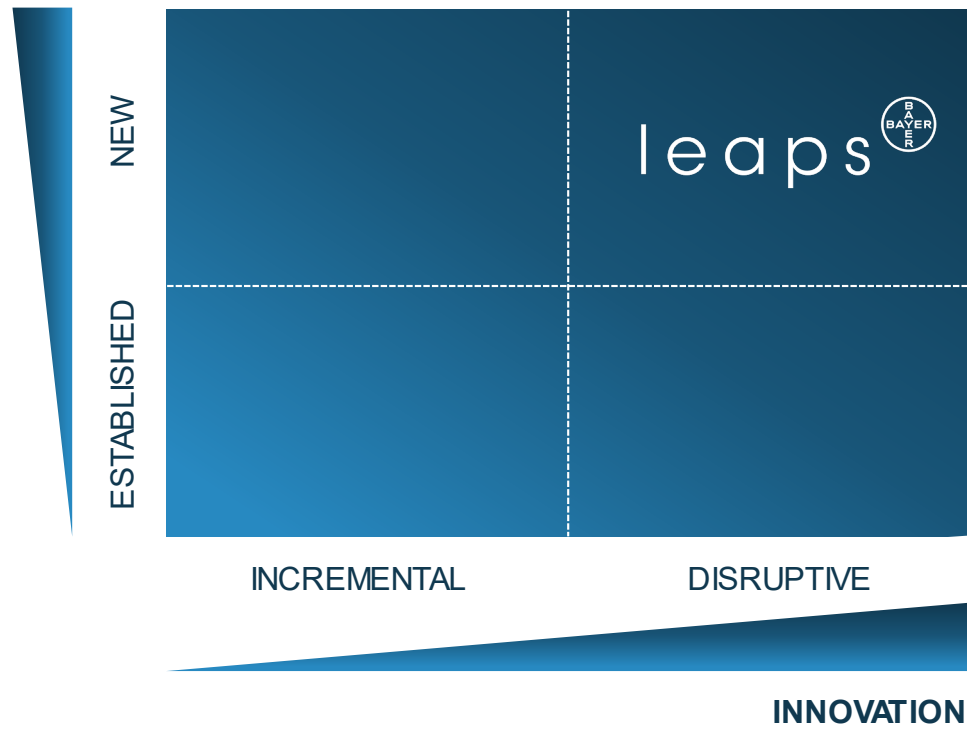 NEW
leaps
BAYER
BAYER
ESTABLISHED
INCREMENTAL DISRUPTIVE
INNOVATION